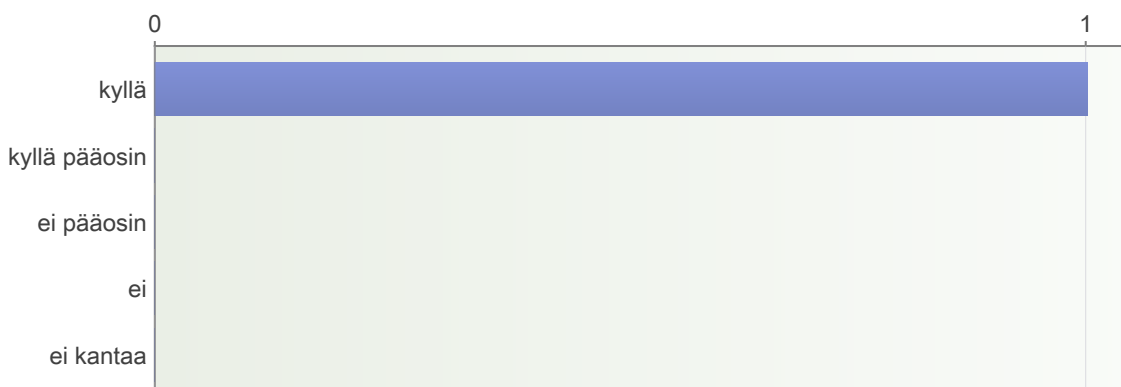 0 1
kyllä
kyllä pääosin
ei pääosin
ei
ei kantaa